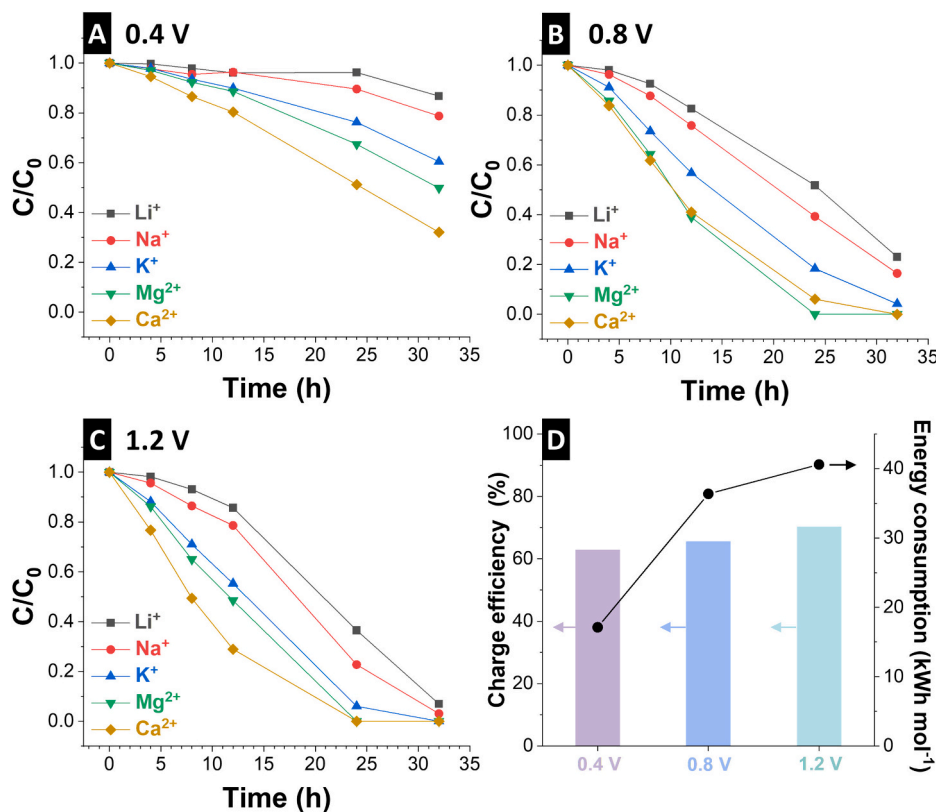 A 0.4 V
C/C₀
1.0
0.8
0.6
0.4
0.2
0.0
Li⁺
Na⁺
K⁺
Mg²⁺
Ca²⁺
0 5 10 15 20 25 30 35
Time (h)
B 0.8 V
C/C₀
1.0
0.8
0.6
0.4
0.2
0.0
Li⁺
Na⁺
K⁺
Mg²⁺
Ca²⁺
0 5 10 15 20 25 30 35
Time (h)
C 1.2 V
C/C₀
1.0
0.8
0.6
0.4
0.2
0.0
Li⁺
Na⁺
K⁺
Mg²⁺
Ca²⁺
0 5 10 15 20 25 30 35
Time (h)
D
Charge efficiency (%)
100
80
60
40
20
0
0.4 V 0.8 V 1.2 V
40
30
20
10
0
Energy consumption (kWh mol⁻¹)